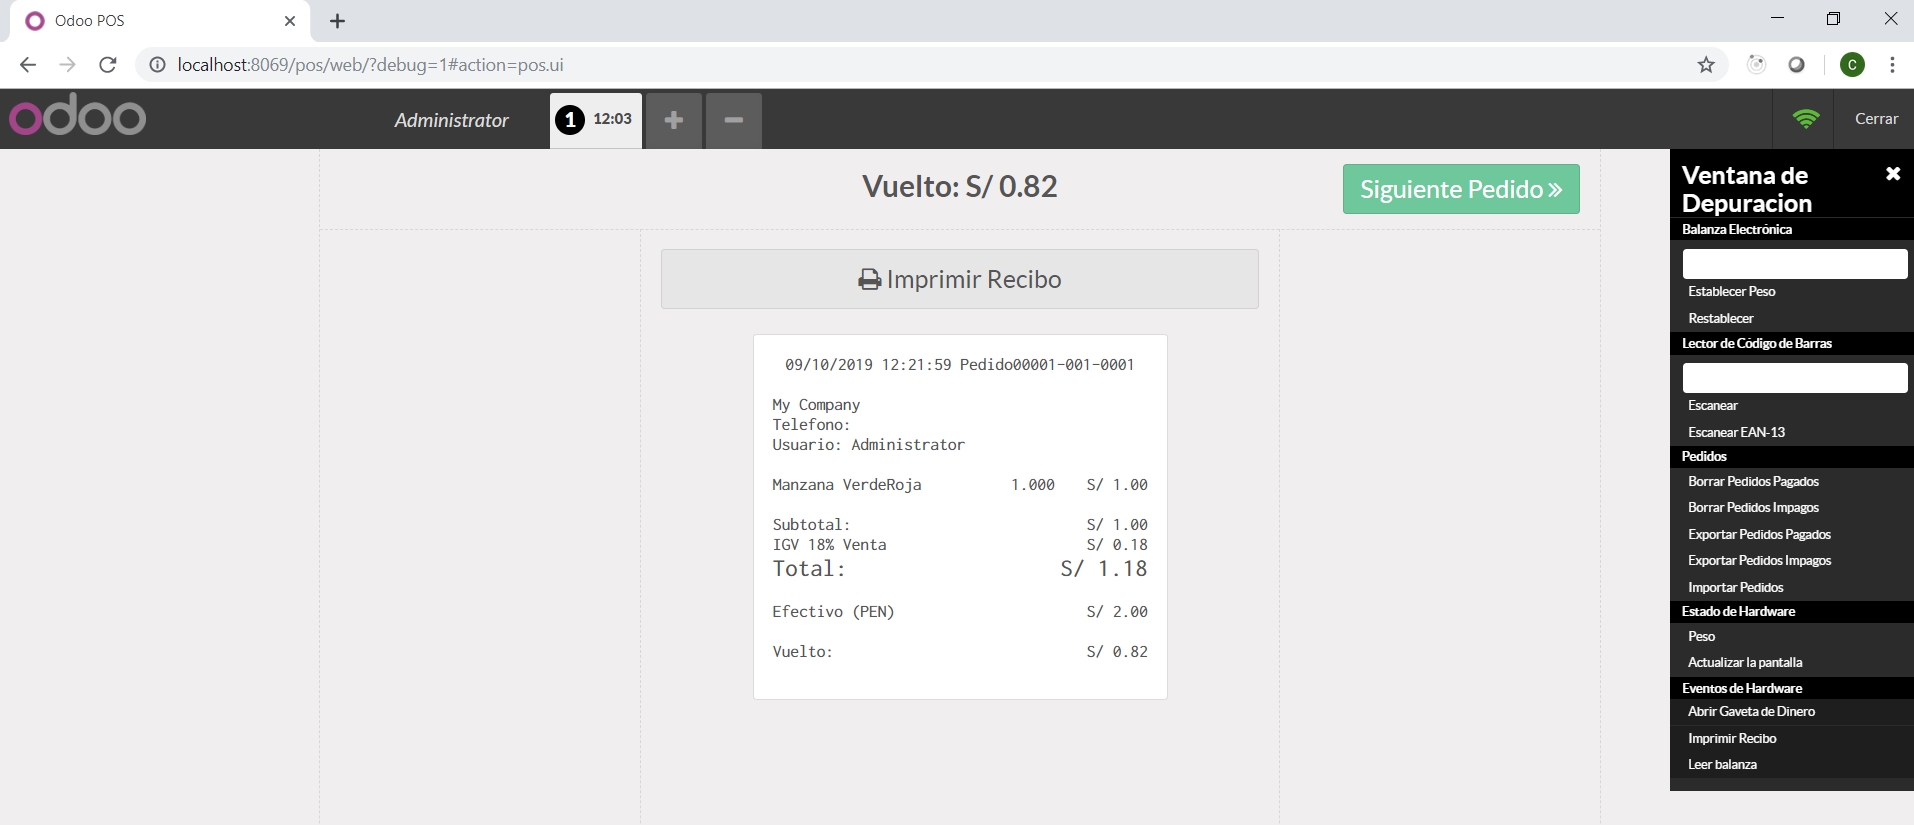 Odoo POS
localhost:8069/pos/web/?debug=1#action=pos.ui
C
odoo
Administrator
1 12:03
Cerrar
Vuelto: S/ 0.82
Siguiente Pedido
Imprimir Recibo
09/10/2019 12:21:59 Pedido00001-001-0001
My Company
Telefono:
Usuario: Administrator
Manzana VerdeRoja 1.000 S/ 1.00
Subtotal: S/ 1.00
IGV 18% Venta S/ 0.18
Total: S/ 1.18
Efectivo (PEN) S/ 2.00
Vuelto: S/ 0.82
Ventana de
Depuracion
Balanza Electrónica
Establecer Peso
Restablecer
Lector de Código de Barras
Escanear
Escanear EAN-13
Pedidos
Borrar Pedidos Pagados
Borrar Pedidos Impagos
Exportar Pedidos Pagados
Exportar Pedidos Impagos
Importar Pedidos
Estado de Hardware
Peso
Actualizar la pantalla
Eventos de Hardware
Abrir Gaveta de Dinero
Imprimir Recibo
Leer balanza